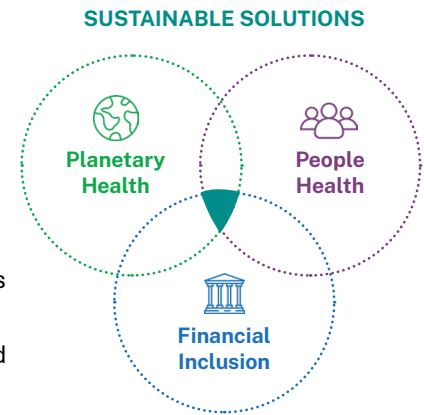 SUSTAINABLE SOLUTIONS
Planetary
Health
People
Health
Financial
Inclusion